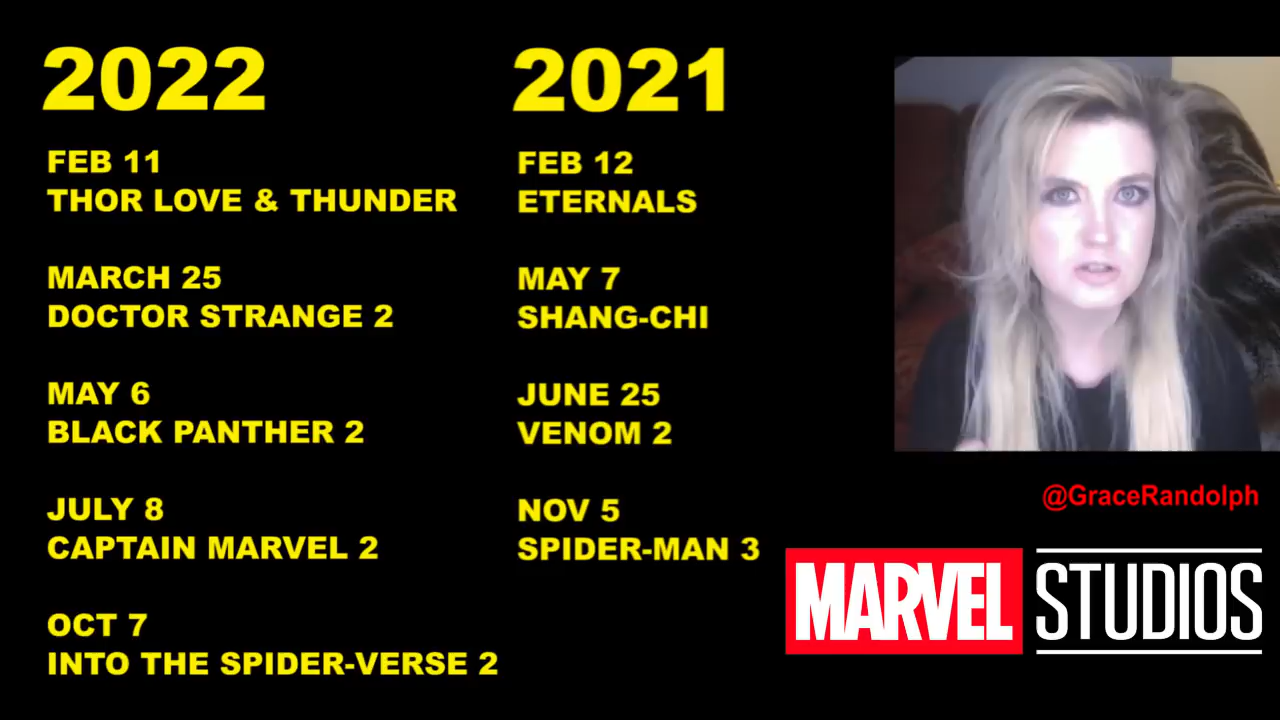 2022
FEB 11
THOR LOVE & THUNDER
MARCH 25
DOCTOR STRANGE 2
MAY 6
BLACK PANTHER 2
JULY 8
CAPTAIN MARVEL 2
OCT 7
INTO THE SPIDER-VERSE 2
2021
FEB 12
ETERNALS
MAY 7
SHANG-CHI
JUNE 25
VENOM 2
NOV 5
SPIDER-MAN 3
@GraceRandolph
MARVEL STUDIOS